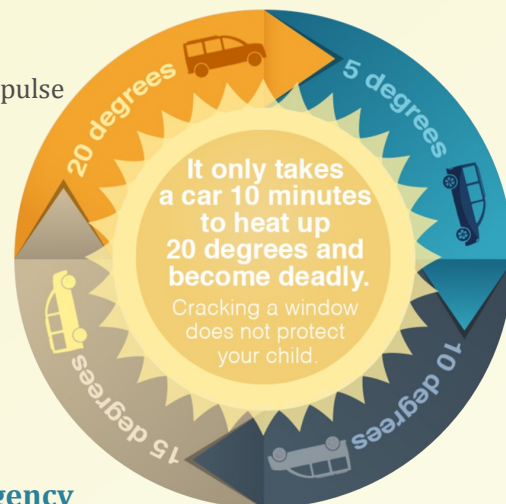 pulse
20 degrees
5 degrees
It only takes
a car 10 minutes
to heat up
20 degrees and
become deadly.
Cracking a window
does not protect
your child.
10 degrees
15 degrees
gency